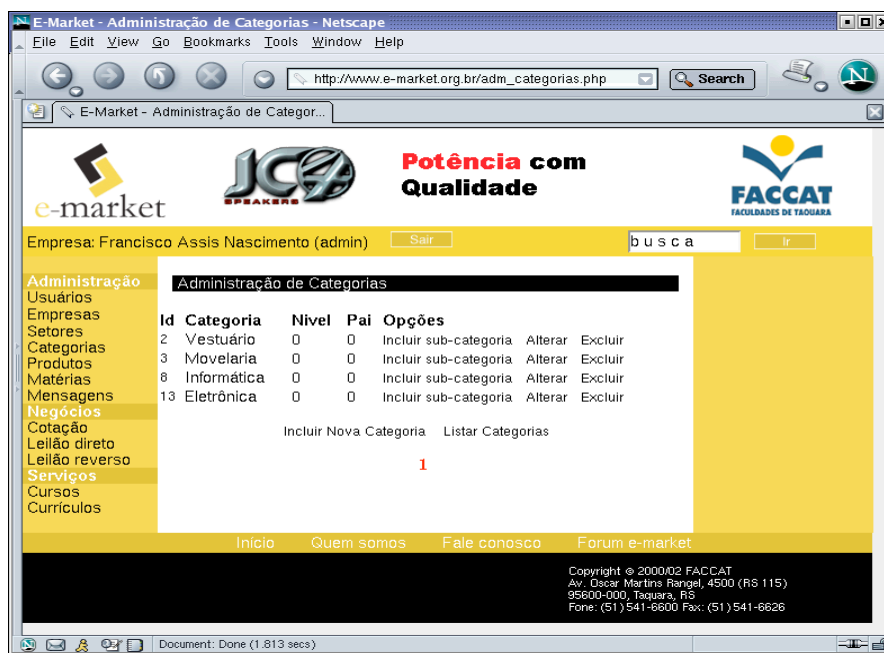 E-Market - Administração de Categorias - Netscape
File Edit View Go Bookmarks Tools Window Help
http://www.e-market.org.br/adm_categorias.php Search
E-Market - Administração de Categor...
e-market
JC
SPEAKERS
Potência com
Qualidade
FACCAT
FACULDADES DE TAQUARA
Empresa: Francisco Assis Nascimento (admin) Sair busca Ir
Administração
Usuários
Empresas
Setores
Categorias
Produtos
Matérias
Mensagens
Negócios
Cotação
Leilão direto
Leilão reverso
Serviços
Cursos
Currículos
Administração de Categorias
Id Categoria Nivel Pai Opções
2 Vestuário 0 0 Incluir sub-categoria Alterar Excluir
3 Movelaria 0 0 Incluir sub-categoria Alterar Excluir
8 Informática 0 0 Incluir sub-categoria Alterar Excluir
13 Eletrônica 0 0 Incluir sub-categoria Alterar Excluir
Incluir Nova Categoria Listar Categorias
1
Início Quem somos Fale conosco Forum e-market
Copyright © 2000/02 FACCAT
Av. Oscar Martins Rangel, 4500 (RS 115)
95600-000, Taquara, RS
Fone: (51) 541-6600 Fax: (51) 541-6626
Document: Done (1.813 secs)